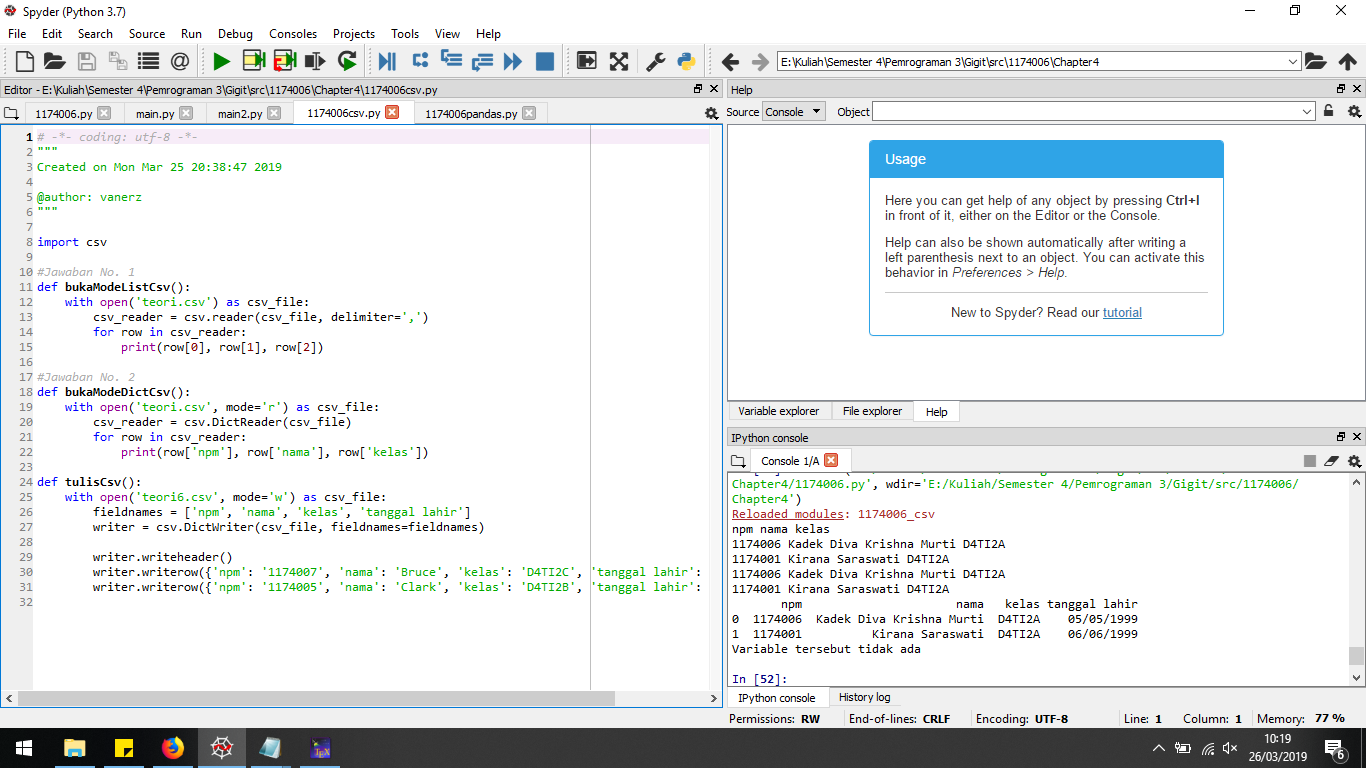 Spyder (Python 3.7)
File Edit Search Source Run Debug Consoles Projects Tools View Help
E:\Kuliah\Semester 4\Pemrograman 3\Gigit\src\1174006\Chapter4
Editor - E:\Kuliah\Semester 4\Pemrograman 3\Gigit\src\1174006\Chapter4\1174006csv.py
1174006.py main.py main2.py 1174006csv.py 1174006pandas.py
1 # -*- coding: utf-8 -*-
2 """
3 Created on Mon Mar 25 20:38:47 2019
4
5 @author: vanerz
6 """
7
8 import csv
9
10 #Jawaban No. 1
11 def bukaModeListCsv():
12     with open('teori.csv') as csv_file:
13         csv_reader = csv.reader(csv_file, delimiter=',')
14         for row in csv_reader:
15             print(row[0], row[1], row[2])
16
17 #Jawaban No. 2
18 def bukaModeDictCsv():
19     with open('teori.csv', mode='r') as csv_file:
20         csv_reader = csv.DictReader(csv_file)
21         for row in csv_reader:
22             print(row['npm'], row['nama'], row['kelas'])
23
24 def tulisCsv():
25     with open('teori6.csv', mode='w') as csv_file:
26         fieldnames = ['npm', 'nama', 'kelas', 'tanggal lahir']
27         writer = csv.DictWriter(csv_file, fieldnames=fieldnames)
28
29         writer.writeheader()
30         writer.writerow({'npm': '1174007', 'nama': 'Bruce', 'kelas': 'D4TI2C', 'tanggal lahir':
31         writer.writerow({'npm': '1174005', 'nama': 'Clark', 'kelas': 'D4TI2B', 'tanggal lahir':
32
Help
Source Console Object
Usage
Here you can get help of any object by pressing Ctrl+I
in front of it, either on the Editor or the Console.
Help can also be shown automatically after writing a
left parenthesis next to an object. You can activate this
behavior in Preferences > Help.
New to Spyder? Read our tutorial
Variable explorer File explorer Help
IPython console
Console 1/A
Chapter4/1174006.py', wdir='E:/Kuliah/Semester 4/Pemrograman 3/Gigit/src/1174006/
Chapter4')
Reloaded modules: 1174006_csv
npm nama kelas
1174006 Kadek Diva Krishna Murti D4TI2A
1174001 Kirana Saraswati D4TI2A
1174006 Kadek Diva Krishna Murti D4TI2A
1174001 Kirana Saraswati D4TI2A
npm nama kelas tanggal lahir
0 1174006 Kadek Diva Krishna Murti D4TI2A 05/05/1999
1 1174001 Kirana Saraswati D4TI2A 06/06/1999
Variable tersebut tidak ada
In [52]:
IPython console History log
Permissions: RW End-of-lines: CRLF Encoding: UTF-8 Line: 1 Column: 1 Memory: 77 %
10:19
26/03/2019
6